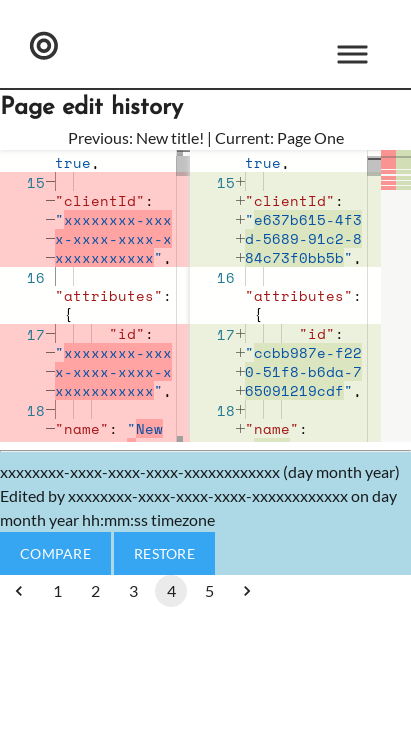 Page edit history
Previous: New title! | Current: Page One
true,
15
"clientId":
"xxxxxxxx-xxx
x-xxxx-xxxx-x
xxxxxxxxxxx",
16
"attributes":
{
17 "id":
"xxxxxxxx-xxx
x-xxxx-xxxx-x
xxxxxxxxxxx",
18
"name": "New
true,
15
"clientId":
"e637b615-4f3
d-5689-91c2-8
84c73f0bb5b",
16
"attributes":
{
17 "id":
"ccbb987e-f22
0-51f8-b6da-7
65091219cdf",
18
"name":
xxxxxxxx-xxxx-xxxx-xxxx-xxxxxxxxxxxx (day month year)
Edited by xxxxxxxx-xxxx-xxxx-xxxx-xxxxxxxxxxxx on day
month year hh:mm:ss timezone
COMPARE RESTORE
1 2 3 4 5